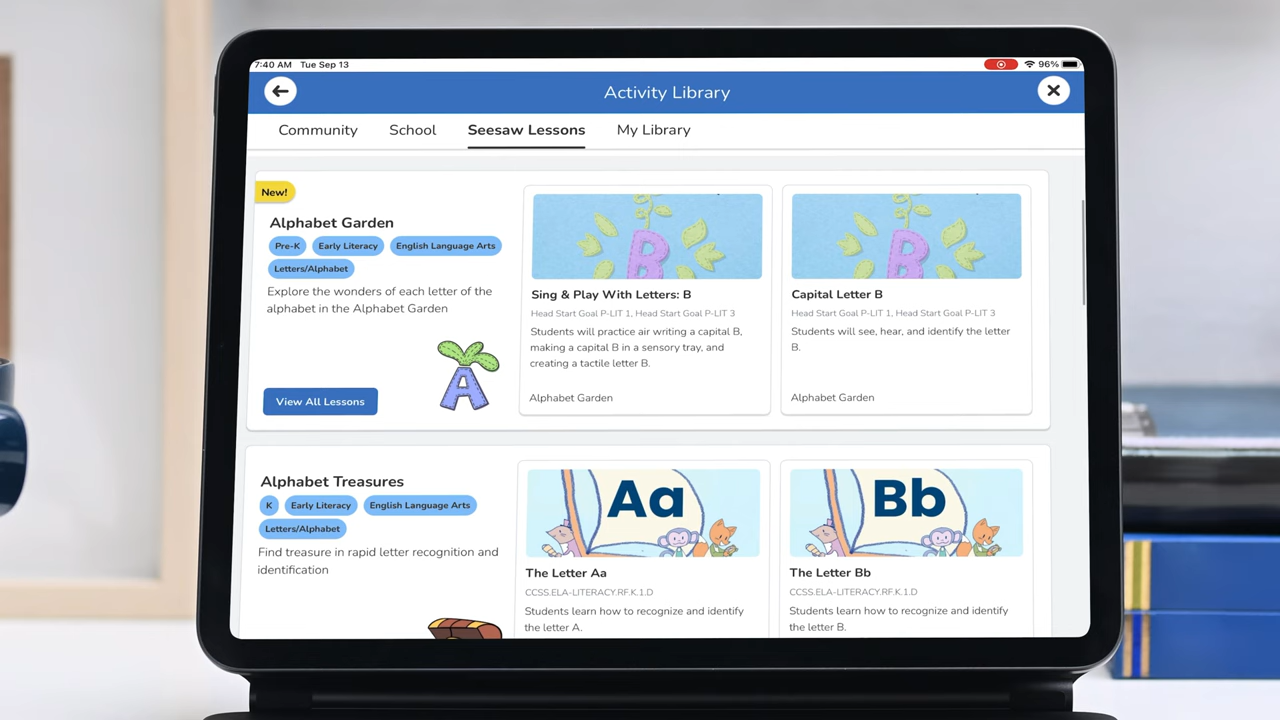 7:40 AM Tue Sep 13
96%
Activity Library
Community School Seesaw Lessons My Library
New!
Alphabet Garden
Pre-K Early Literacy English Language Arts
Letters/Alphabet
Explore the wonders of each letter of the
alphabet in the Alphabet Garden
A
View All Lessons
B
Sing & Play With Letters: B
Head Start Goal P-LIT 1, Head Start Goal P-LIT 3
Students will practice air writing a capital B,
making a capital B in a sensory tray, and
creating a tactile letter B.
Alphabet Garden
B
Capital Letter B
Head Start Goal P-LIT 1, Head Start Goal P-LIT 3
Students will see, hear, and identify the letter
B.
Alphabet Garden
Alphabet Treasures
K Early Literacy English Language Arts
Letters/Alphabet
Find treasure in rapid letter recognition and
identification
Aa
The Letter Aa
CCSS.ELA-LITERACY.RF.K.1.D
Students learn how to recognize and identify
the letter A.
Bb
The Letter Bb
CCSS.ELA-LITERACY.RF.K.1.D
Students learn how to recognize and identify
the letter B.